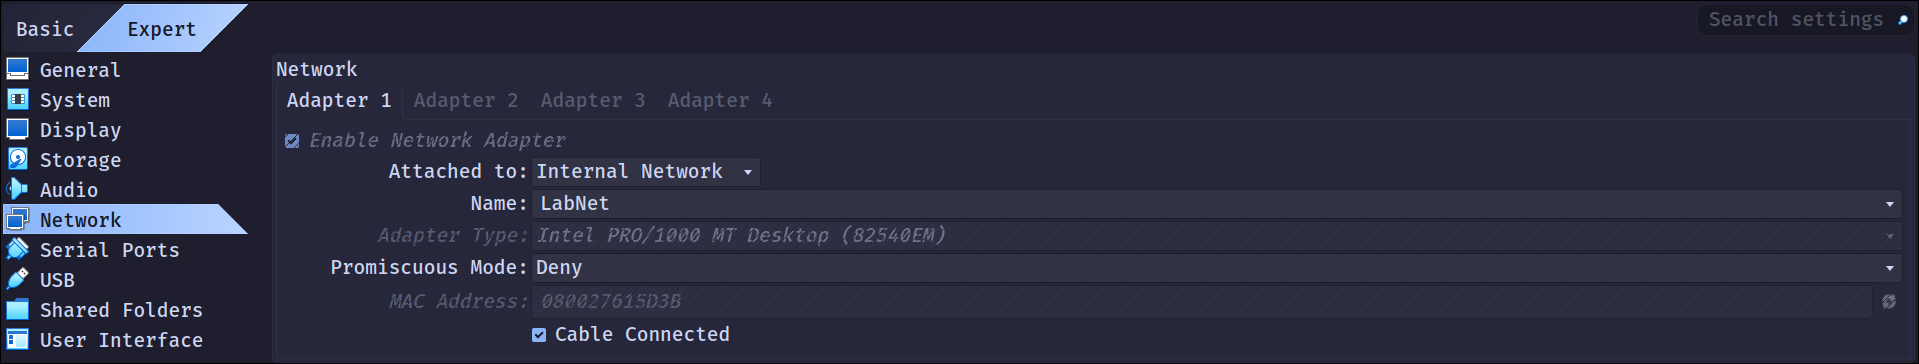 Basic Expert Search settings
General
System
Display
Storage
Audio
Network
Serial Ports
USB
Shared Folders
User Interface
Network
Adapter 1 Adapter 2 Adapter 3 Adapter 4
Enable Network Adapter
Attached to: Internal Network
Name: LabNet
Adapter Type: Intel PRO/1000 MT Desktop (82540EM)
Promiscuous Mode: Deny
MAC Address: 080027615D3B
Cable Connected